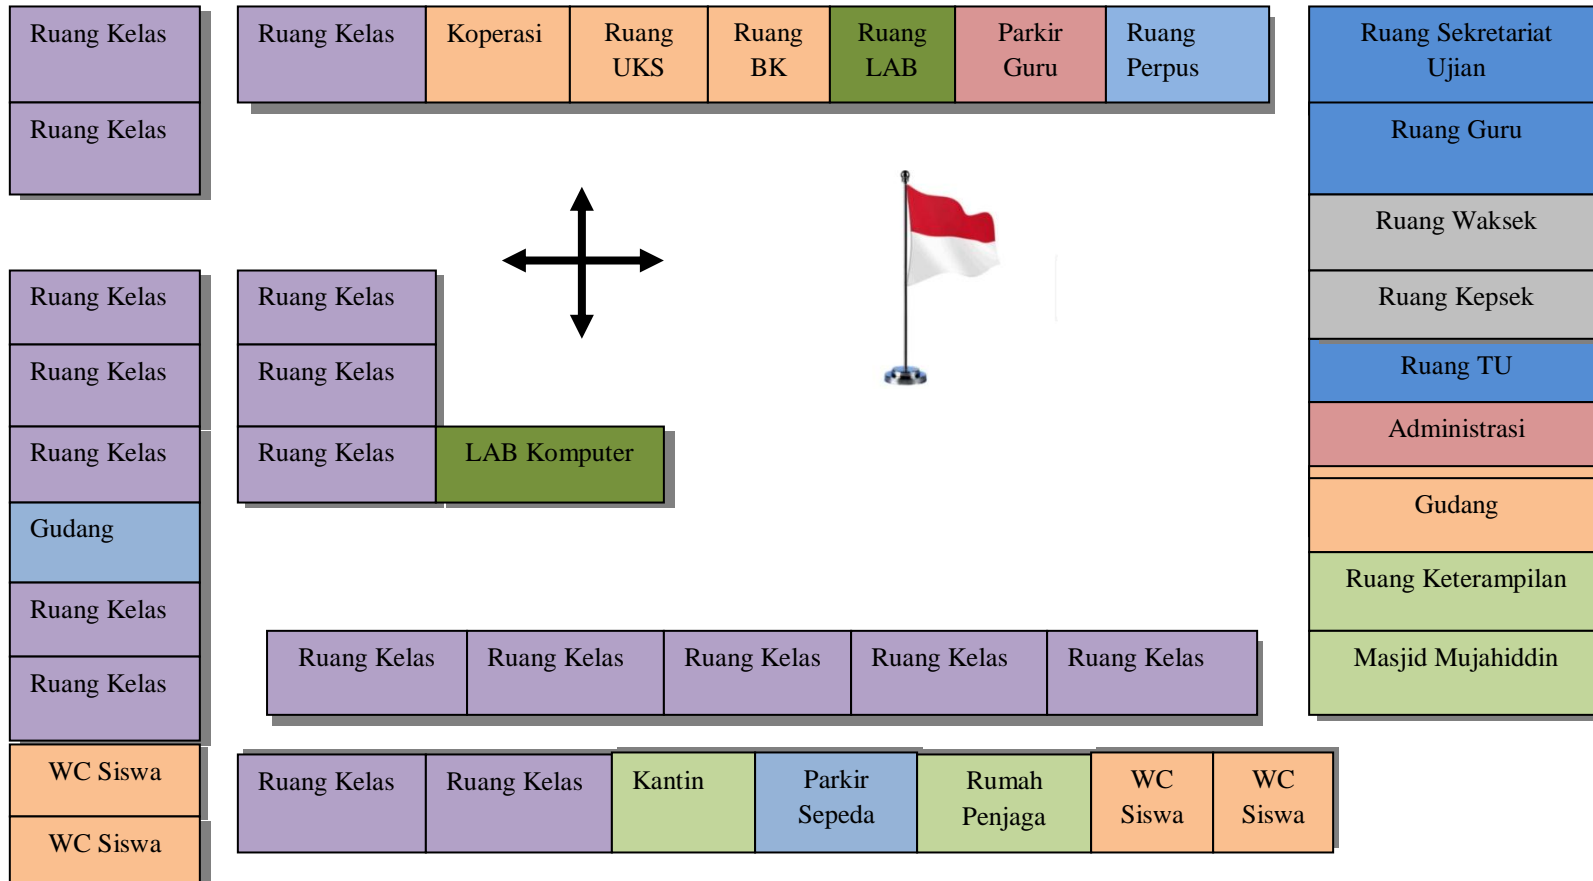 Ruang Kelas
Ruang Kelas
Ruang Kelas
Koperasi
Ruang
UKS
Ruang
BK
Ruang
LAB
Parkir
Guru
Ruang
Perpus
Ruang Sekretariat
Ujian
Ruang Guru
Ruang Waksek
Ruang Kepsek
Ruang TU
Administrasi
Gudang
Ruang Keterampilan
Masjid Mujahiddin
Ruang Kelas
Ruang Kelas
Ruang Kelas
Gudang
Ruang Kelas
Ruang Kelas
WC Siswa
WC Siswa
Ruang Kelas
Ruang Kelas
Ruang Kelas
LAB Komputer
Ruang Kelas
Ruang Kelas
Ruang Kelas
Ruang Kelas
Ruang Kelas
Ruang Kelas
Ruang Kelas
Kantin
Parkir
Sepeda
Rumah
Penjaga
WC
Siswa
WC
Siswa